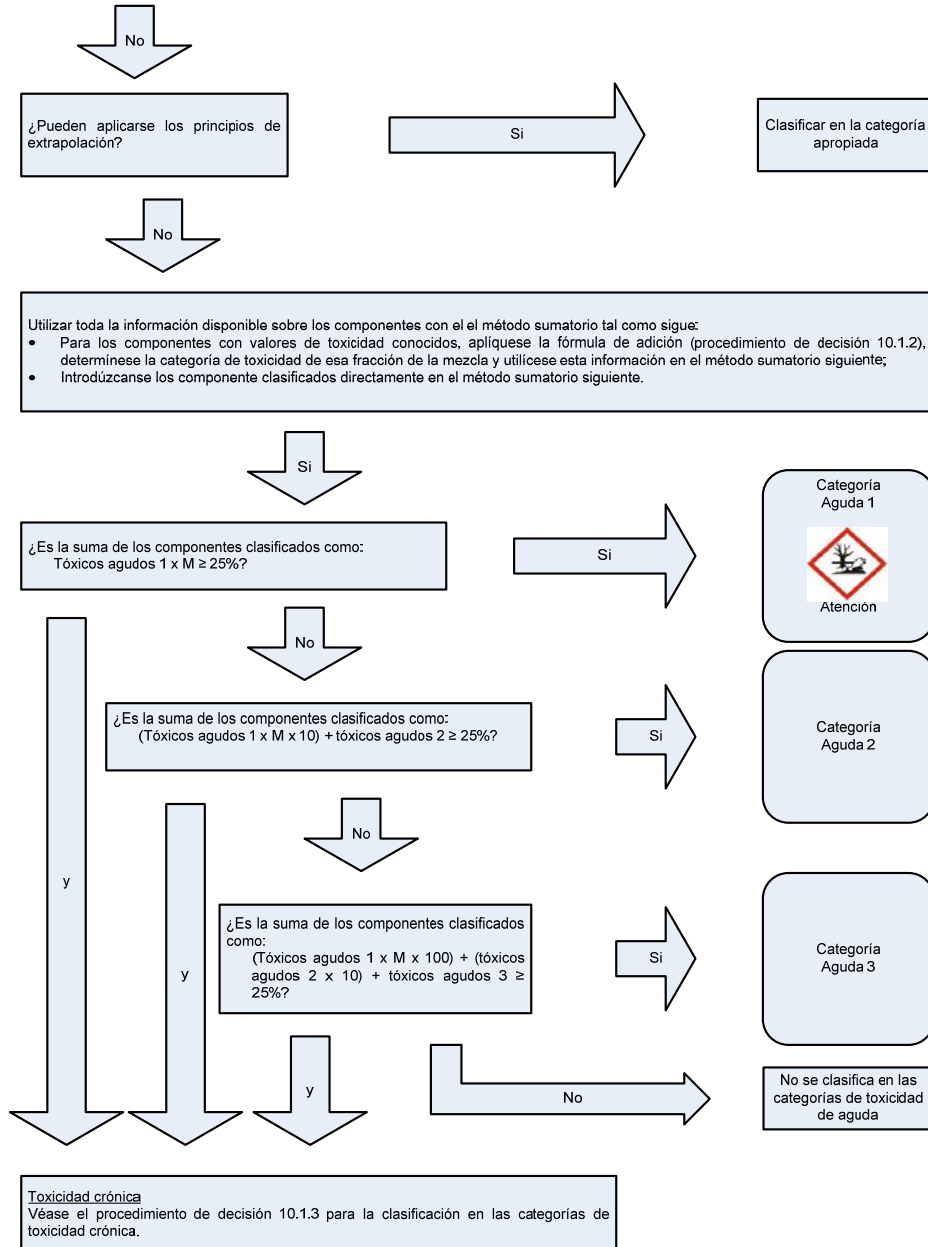 No
¿Pueden aplicarse los principios de
extrapolación?
Si
Clasificar en la categoría
apropiada
No
Utilizar toda la información disponible sobre los componentes con el el método sumatorio tal como sigue:
• Para los componentes con valores de toxicidad conocidos, aplíquese la fórmula de adición (procedimiento de decisión 10.1.2),
determínese la categoría de toxicidad de esa fracción de la mezcla y utilícese esta información en el método sumatorio siguiente;
• Introdúzcanse los componente clasificados directamente en el método sumatorio siguiente.
Si
¿Es la suma de los componentes clasificados como:
Tóxicos agudos 1 x M ≥ 25%?
Si
Categoría
Aguda 1
Atención
No
¿Es la suma de los componentes clasificados como:
(Tóxicos agudos 1 x M x 10) + tóxicos agudos 2 ≥ 25%?
Si
Categoría
Aguda 2
No
y
¿Es la suma de los componentes clasificados
como:
(Tóxicos agudos 1 x M x 100) + (tóxicos
agudos 2 x 10) + tóxicos agudos 3 ≥
25%?
Si
Categoría
Aguda 3
y
y
No
No se clasifica en las
categorías de toxicidad
de aguda
Toxicidad crónica
Véase el procedimiento de decisión 10.1.3 para la clasificación en las categorías de
toxicidad crónica.